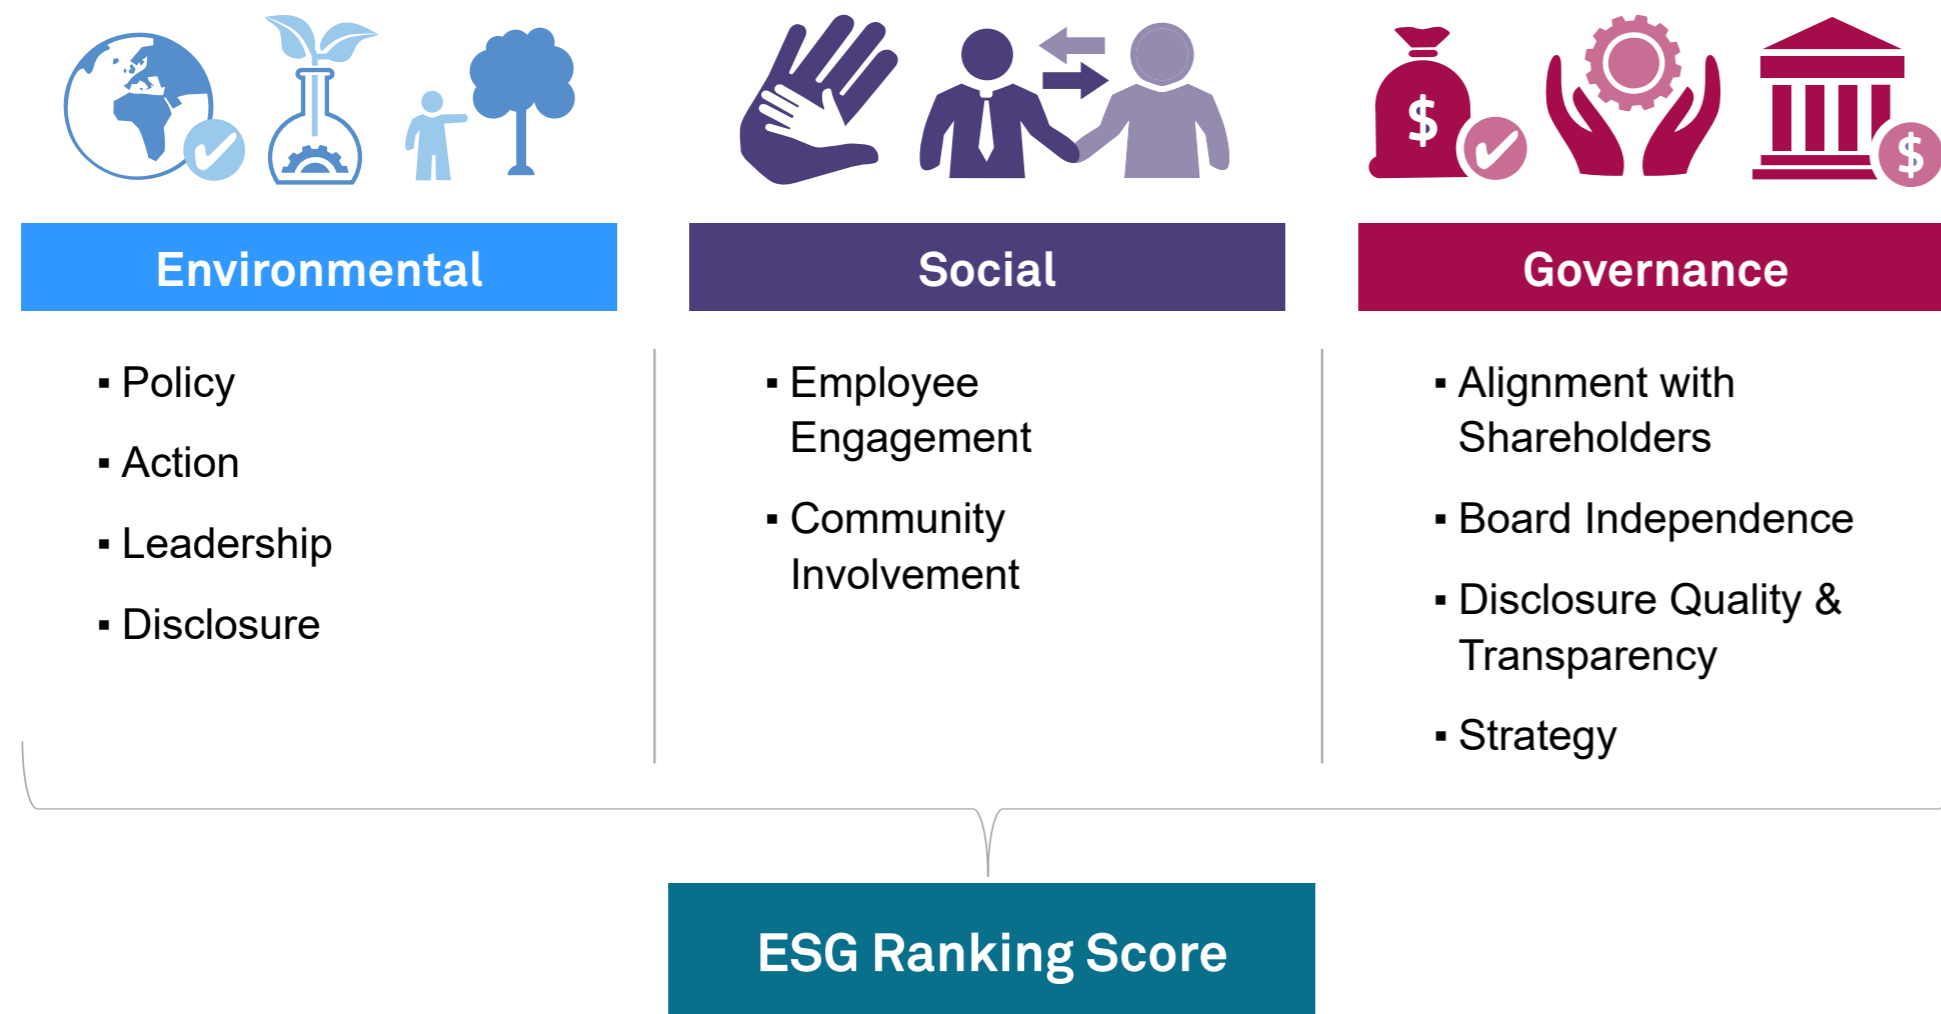 $
$
Environmental
Social
Governance
▪ Policy
▪ Action
▪ Leadership
▪ Disclosure
▪ Employee
Engagement
▪ Community
Involvement
▪ Alignment with
Shareholders
▪ Board Independence
▪ Disclosure Quality &
Transparency
▪ Strategy
ESG Ranking Score